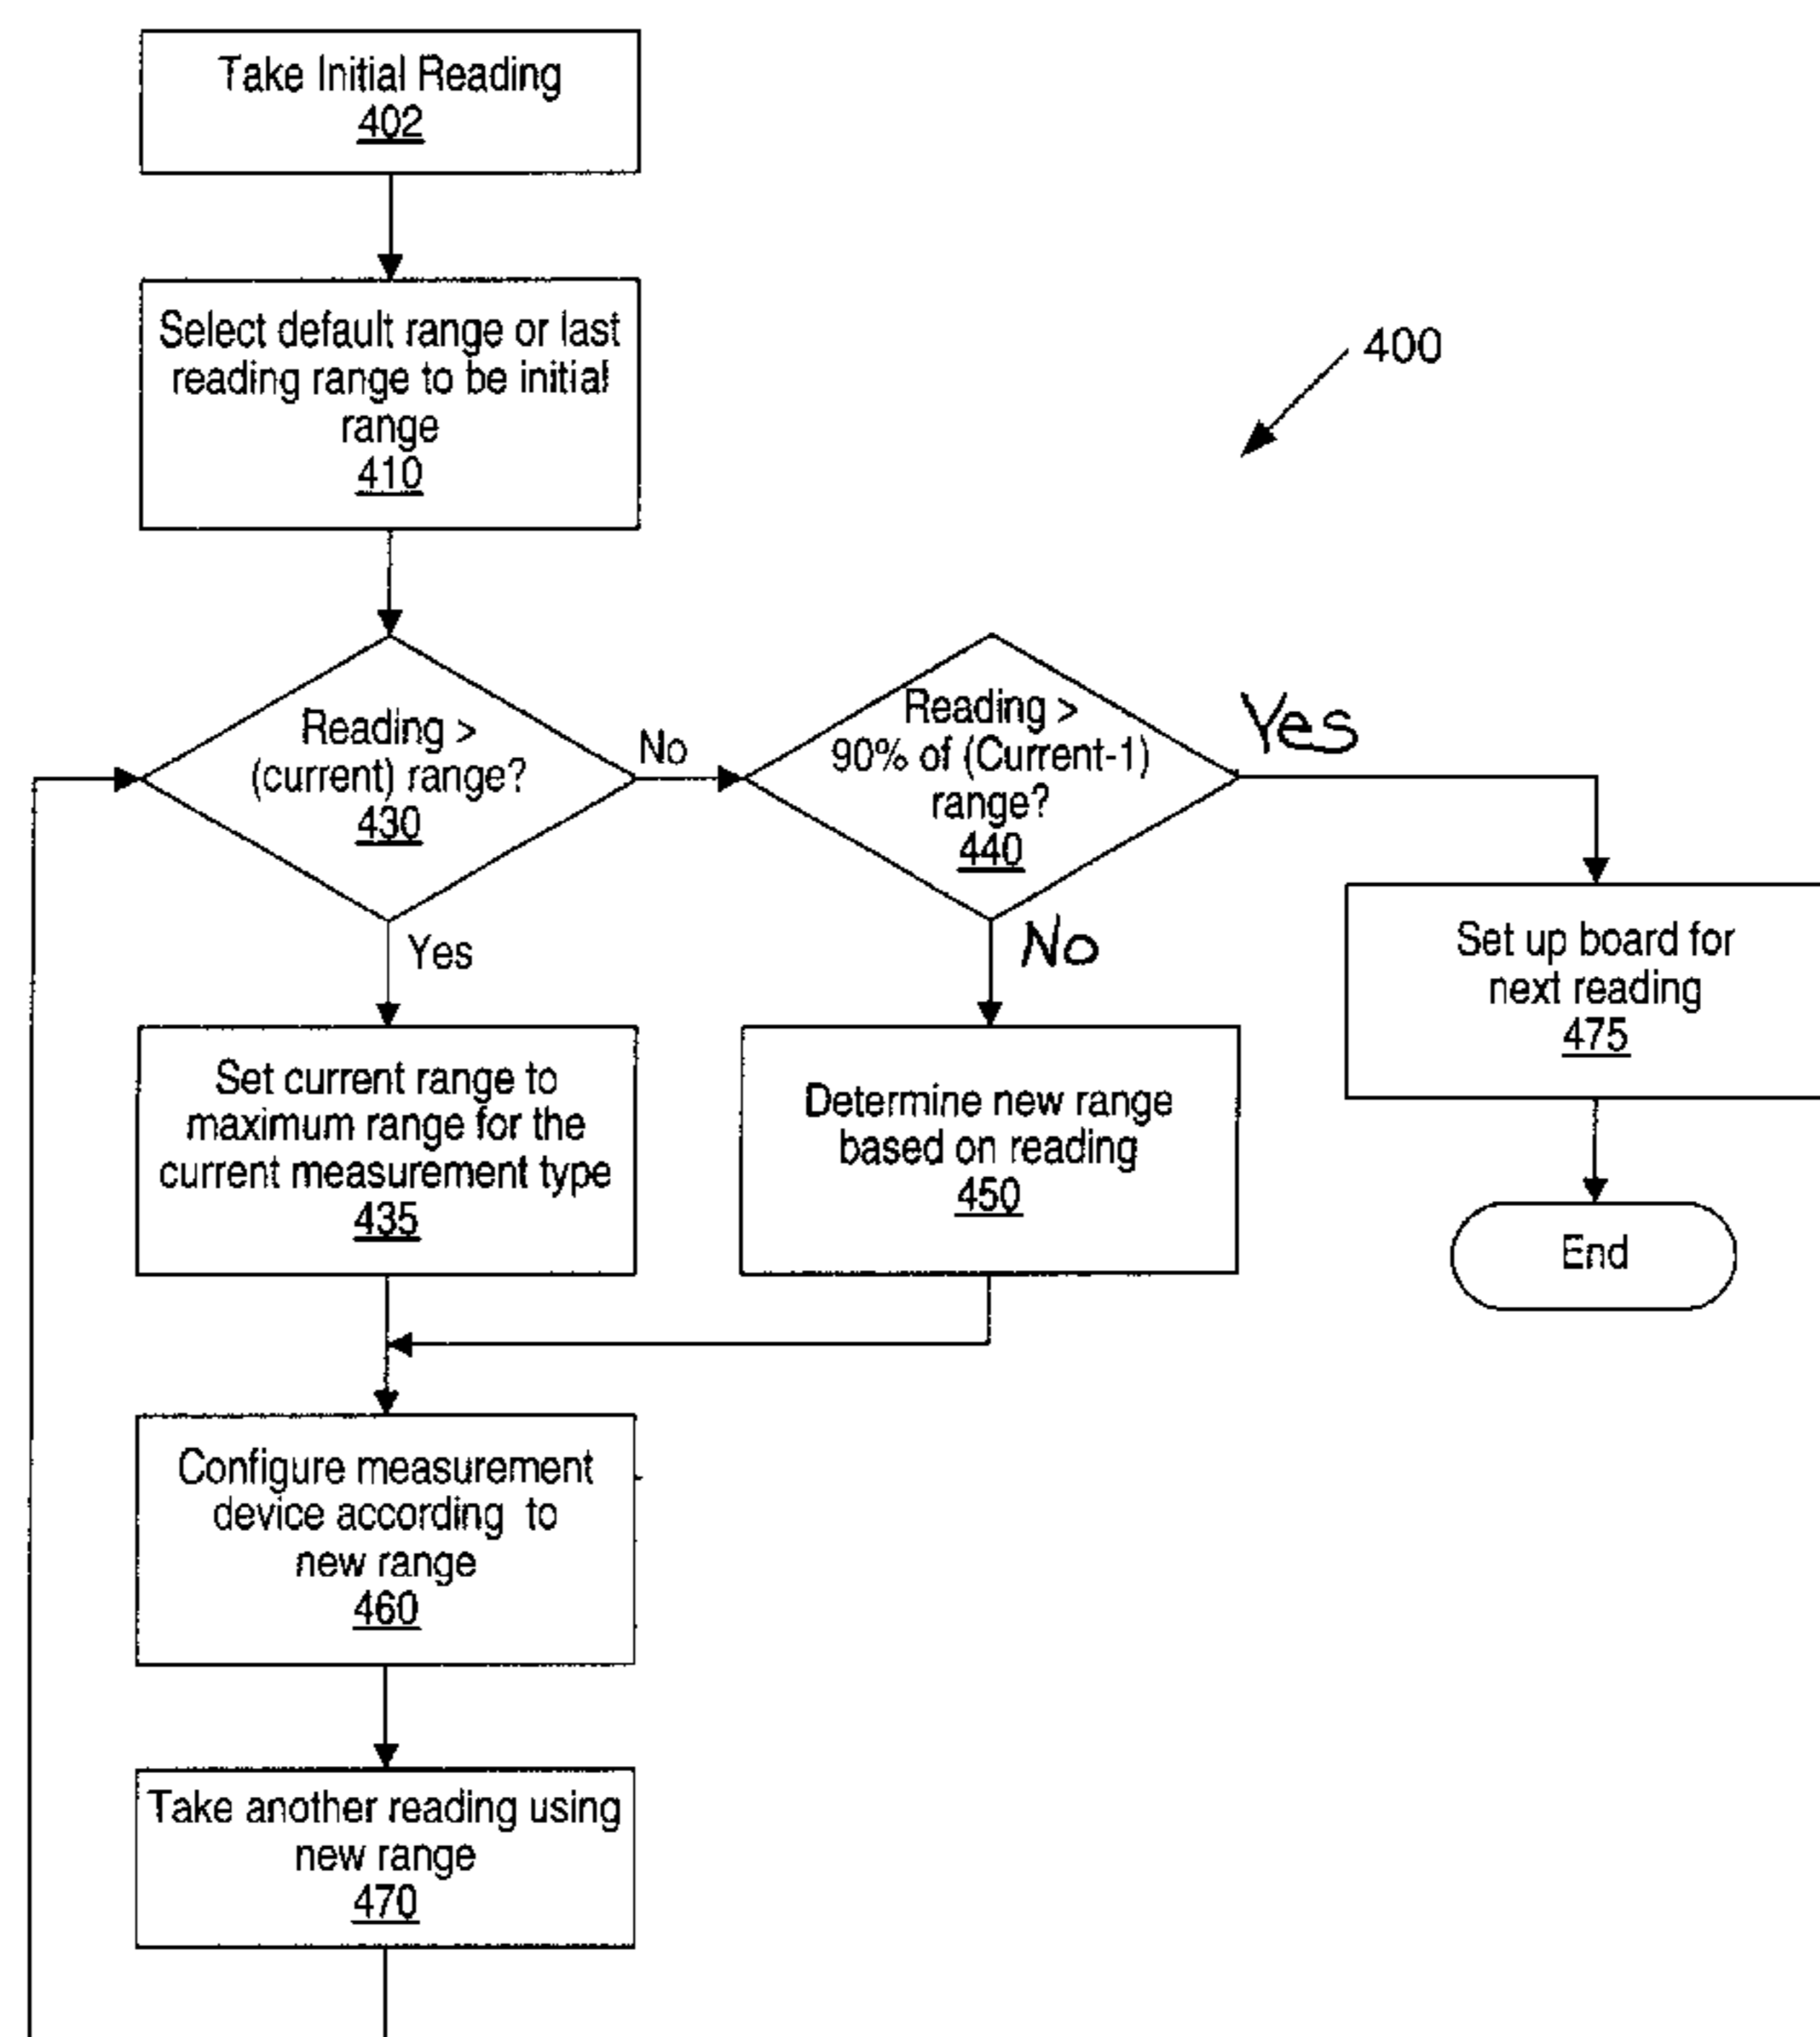 Take Initial Reading
402
Select default range or last
reading range to be initial
range
410
400
Reading >
(current) range?
430
No
Reading >
90% of (Current-1)
range?
440
Yes
Yes
No
Set up board for
next reading
475
Set current range to
maximum range for the
current measurement type
435
Determine new range
based on reading
450
End
Configure measurement
device according to
new range
460
Take another reading using
new range
470